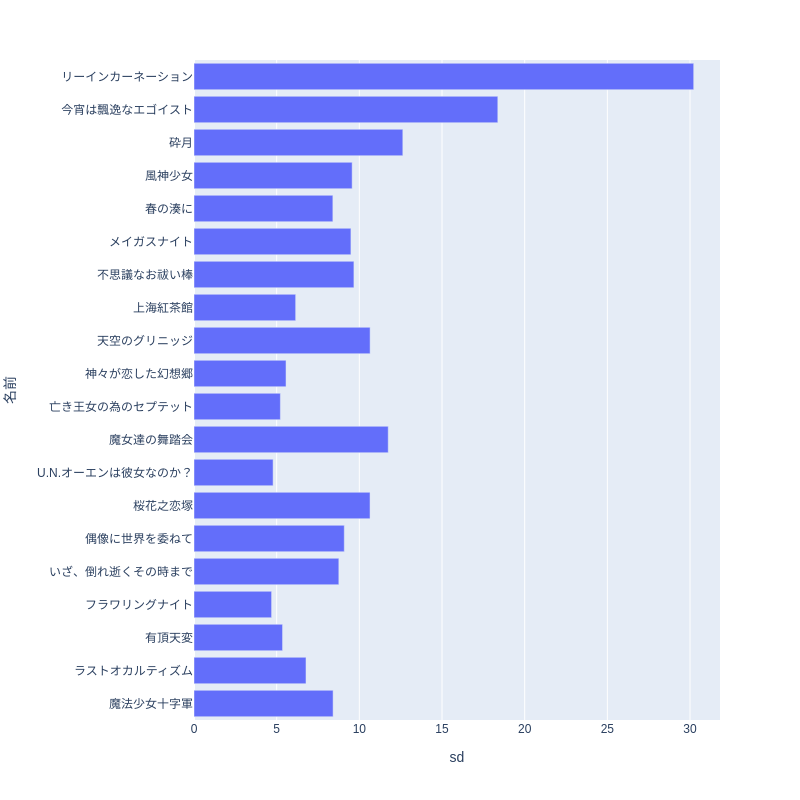 リーインカーネーション
今宵は飄逸なエゴイスト
砕月
風神少女
春の湊に
メイガスナイト
不思議なお祓い棒
上海紅茶館
天空のグリニッジ
神々が恋した幻想郷
亡き王女の為のセプテット
魔女達の舞踏会
U.N.オーエンは彼女なのか？
桜花之恋塚
偶像に世界を委ねて
いざ、倒れ逝くその時まで
フラワリングナイト
有頂天変
ラストオカルティズム
魔法少女十字軍
名前
0 5 10 15 20 25 30
sd